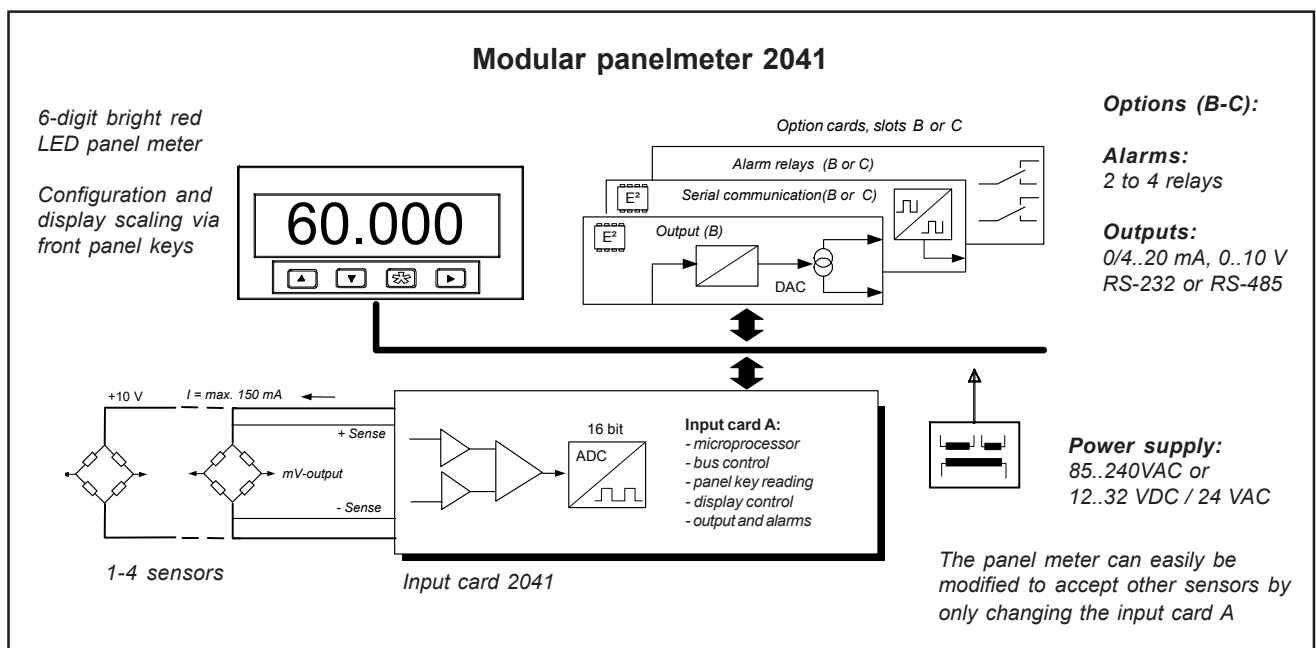 Modular panelmeter 2041
6-digit bright red
LED panel meter
Configuration and
display scaling via
front panel keys
60.000
Option cards, slots B or C
Alarm relays (B or C)
E²
Serial communication(B or C)
E²
Output (B)
DAC
Options (B-C):
Alarms:
2 to 4 relays
Outputs:
0/4..20 mA, 0..10 V
RS-232 or RS-485
+10 V
I = max. 150 mA
+ Sense
mV-output
- Sense
1-4 sensors
16 bit
ADC
Input card A:
- microprocessor
- bus control
- panel key reading
- display control
- output and alarms
Input card 2041
Power supply:
85..240VAC or
12..32 VDC / 24 VAC
The panel meter can easily be
modified to accept other sensors by
only changing the input card A